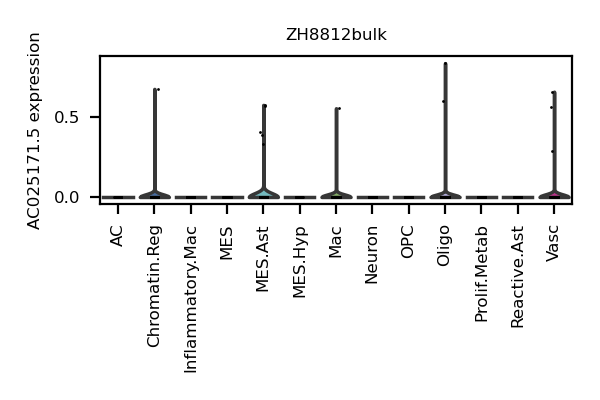 ZH8812bulk
AC025171.5 expression
0.5
0.0
AC
Chromatin.Reg
Inflammatory.Mac
MES
MES.Ast
MES.Hyp
Mac
Neuron
OPC
Oligo
Prolif.Metab
Reactive.Ast
Vasc